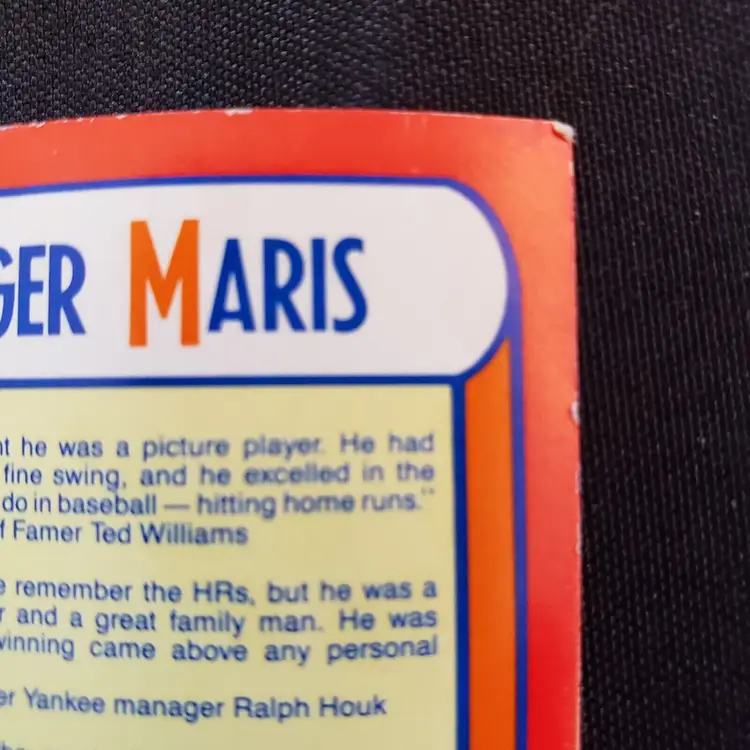 GER MARIS
t he was a picture player. He had
fine swing, and he excelled in the
do in baseball — hitting home runs."
f Famer Ted Williams
e remember the HRs, but he was a
r and a great family man. He was
winning came above any personal
er Yankee manager Ralph Houk